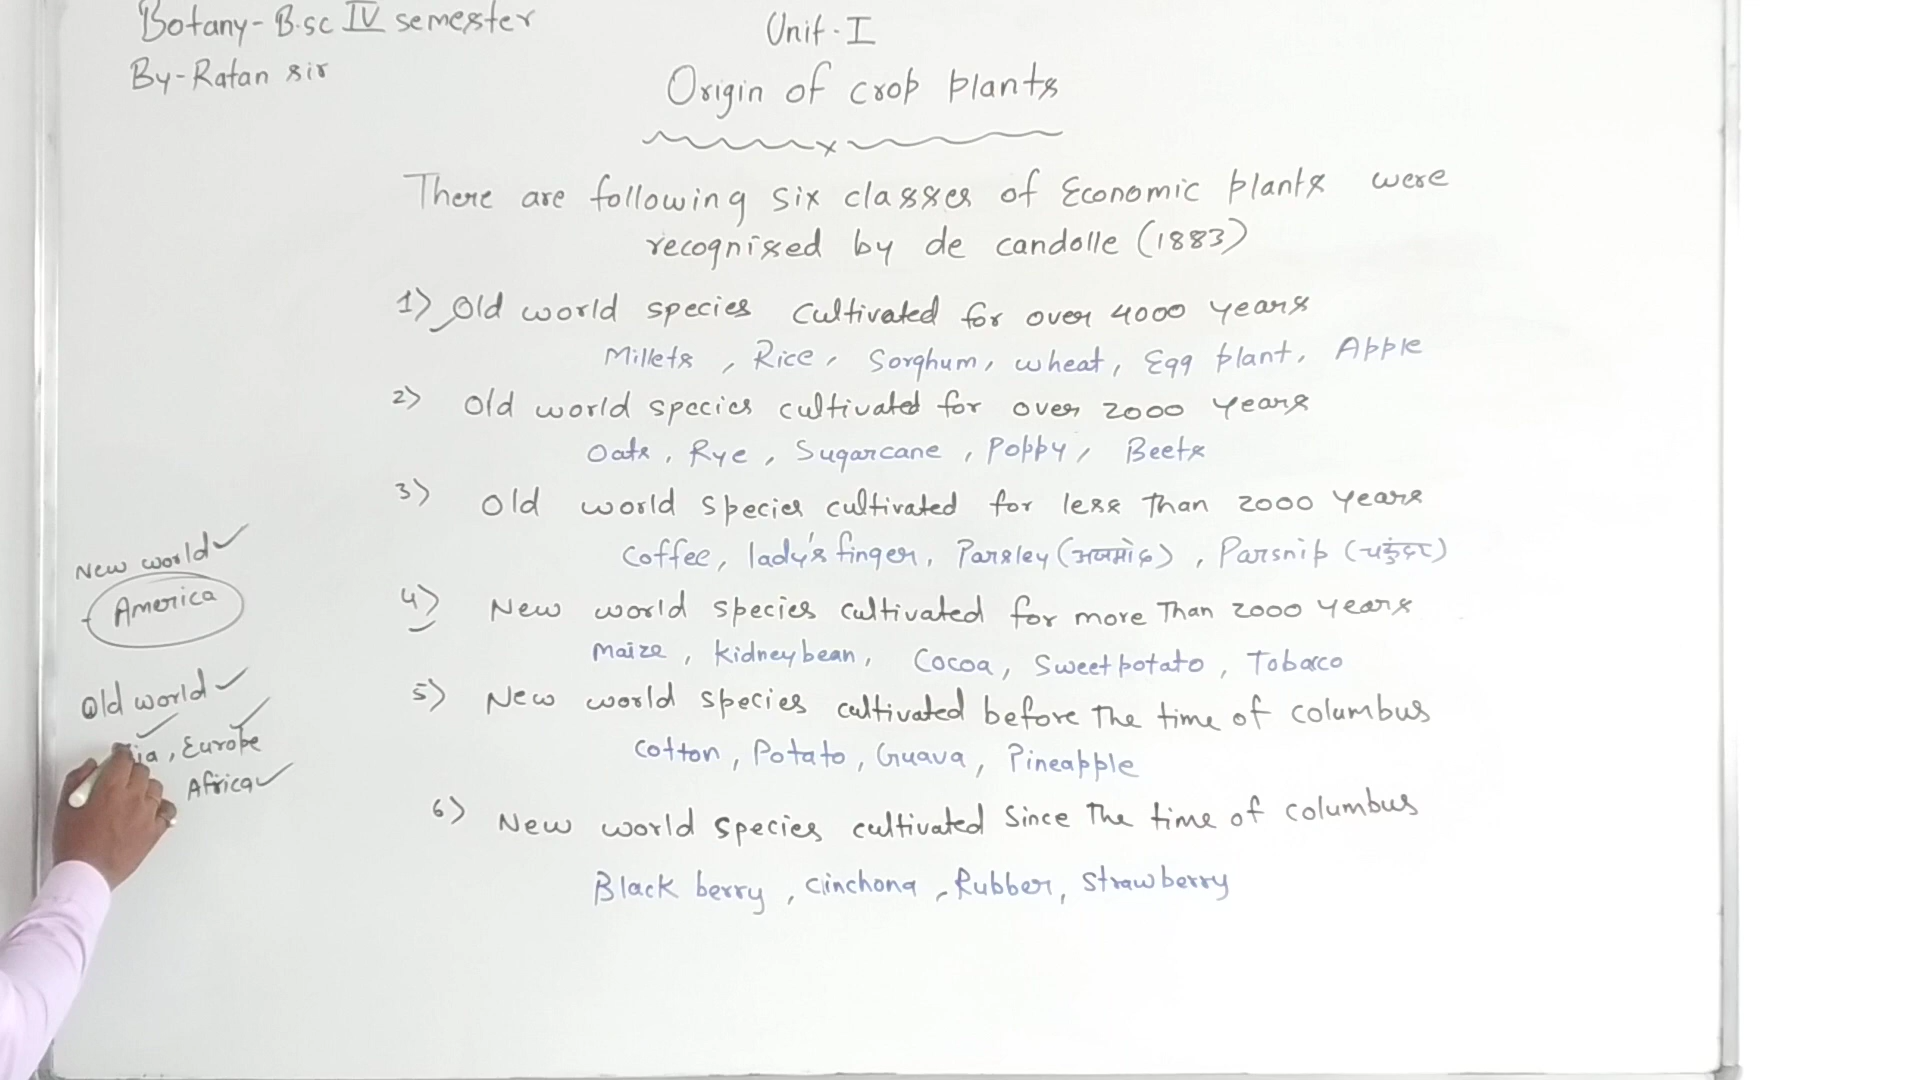 Botany - B.sc IV semester
By - Ratan sir
Unit - I
Origin of crop plants
There are following six classes of Economic plants were
recognised by de candolle (1883)
1) Old world species cultivated for over 4000 years
Millets, Rice, Sorghum, wheat, Egg plant, Apple
2) Old world species cultivated for over 2000 years
Oats, Rye, Sugarcane, Poppy, Beets
3) Old world species cultivated for less Than 2000 years
Coffee, lady's finger, Parsley (अजमोद), Parsnip (चकुंदर)
4) New world species cultivated for more Than 2000 years
Maize, kidneybean, Cocoa, Sweetpotato, Tobacco
5) New world species cultivated before The time of columbus
Cotton, Potato, Guava, Pineapple
6) New world species cultivated Since The time of columbus
Black berry, Cinchona, Rubber, Strawberry
New world ✓
America
Old world ✓
, Europe
Africa ✓